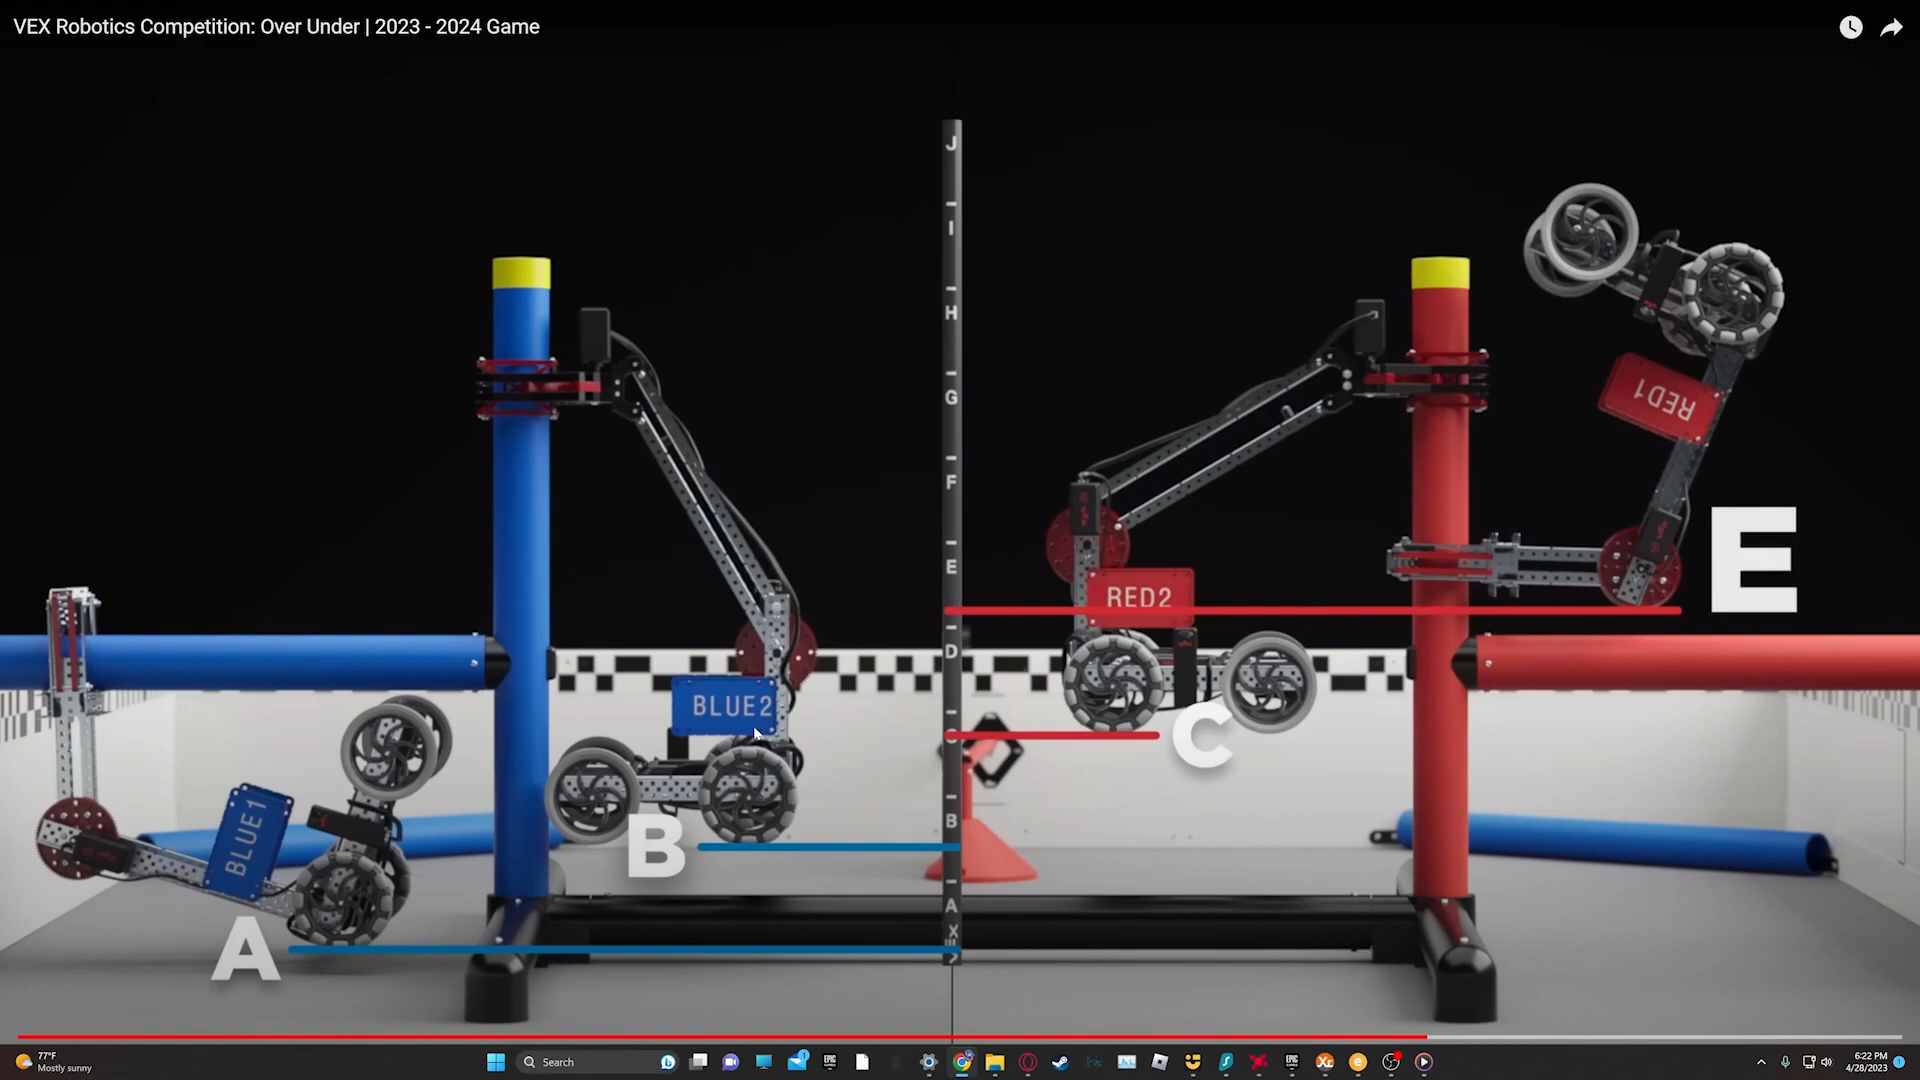 VEX Robotics Competition: Over Under | 2023 - 2024 Game
J
I
H
G
F
E
D
C
B
A
RED1
E
RED2
C
BLUE2
B
BLUE1
A
77°F
Mostly sunny
Search
6:22 PM
4/28/2023